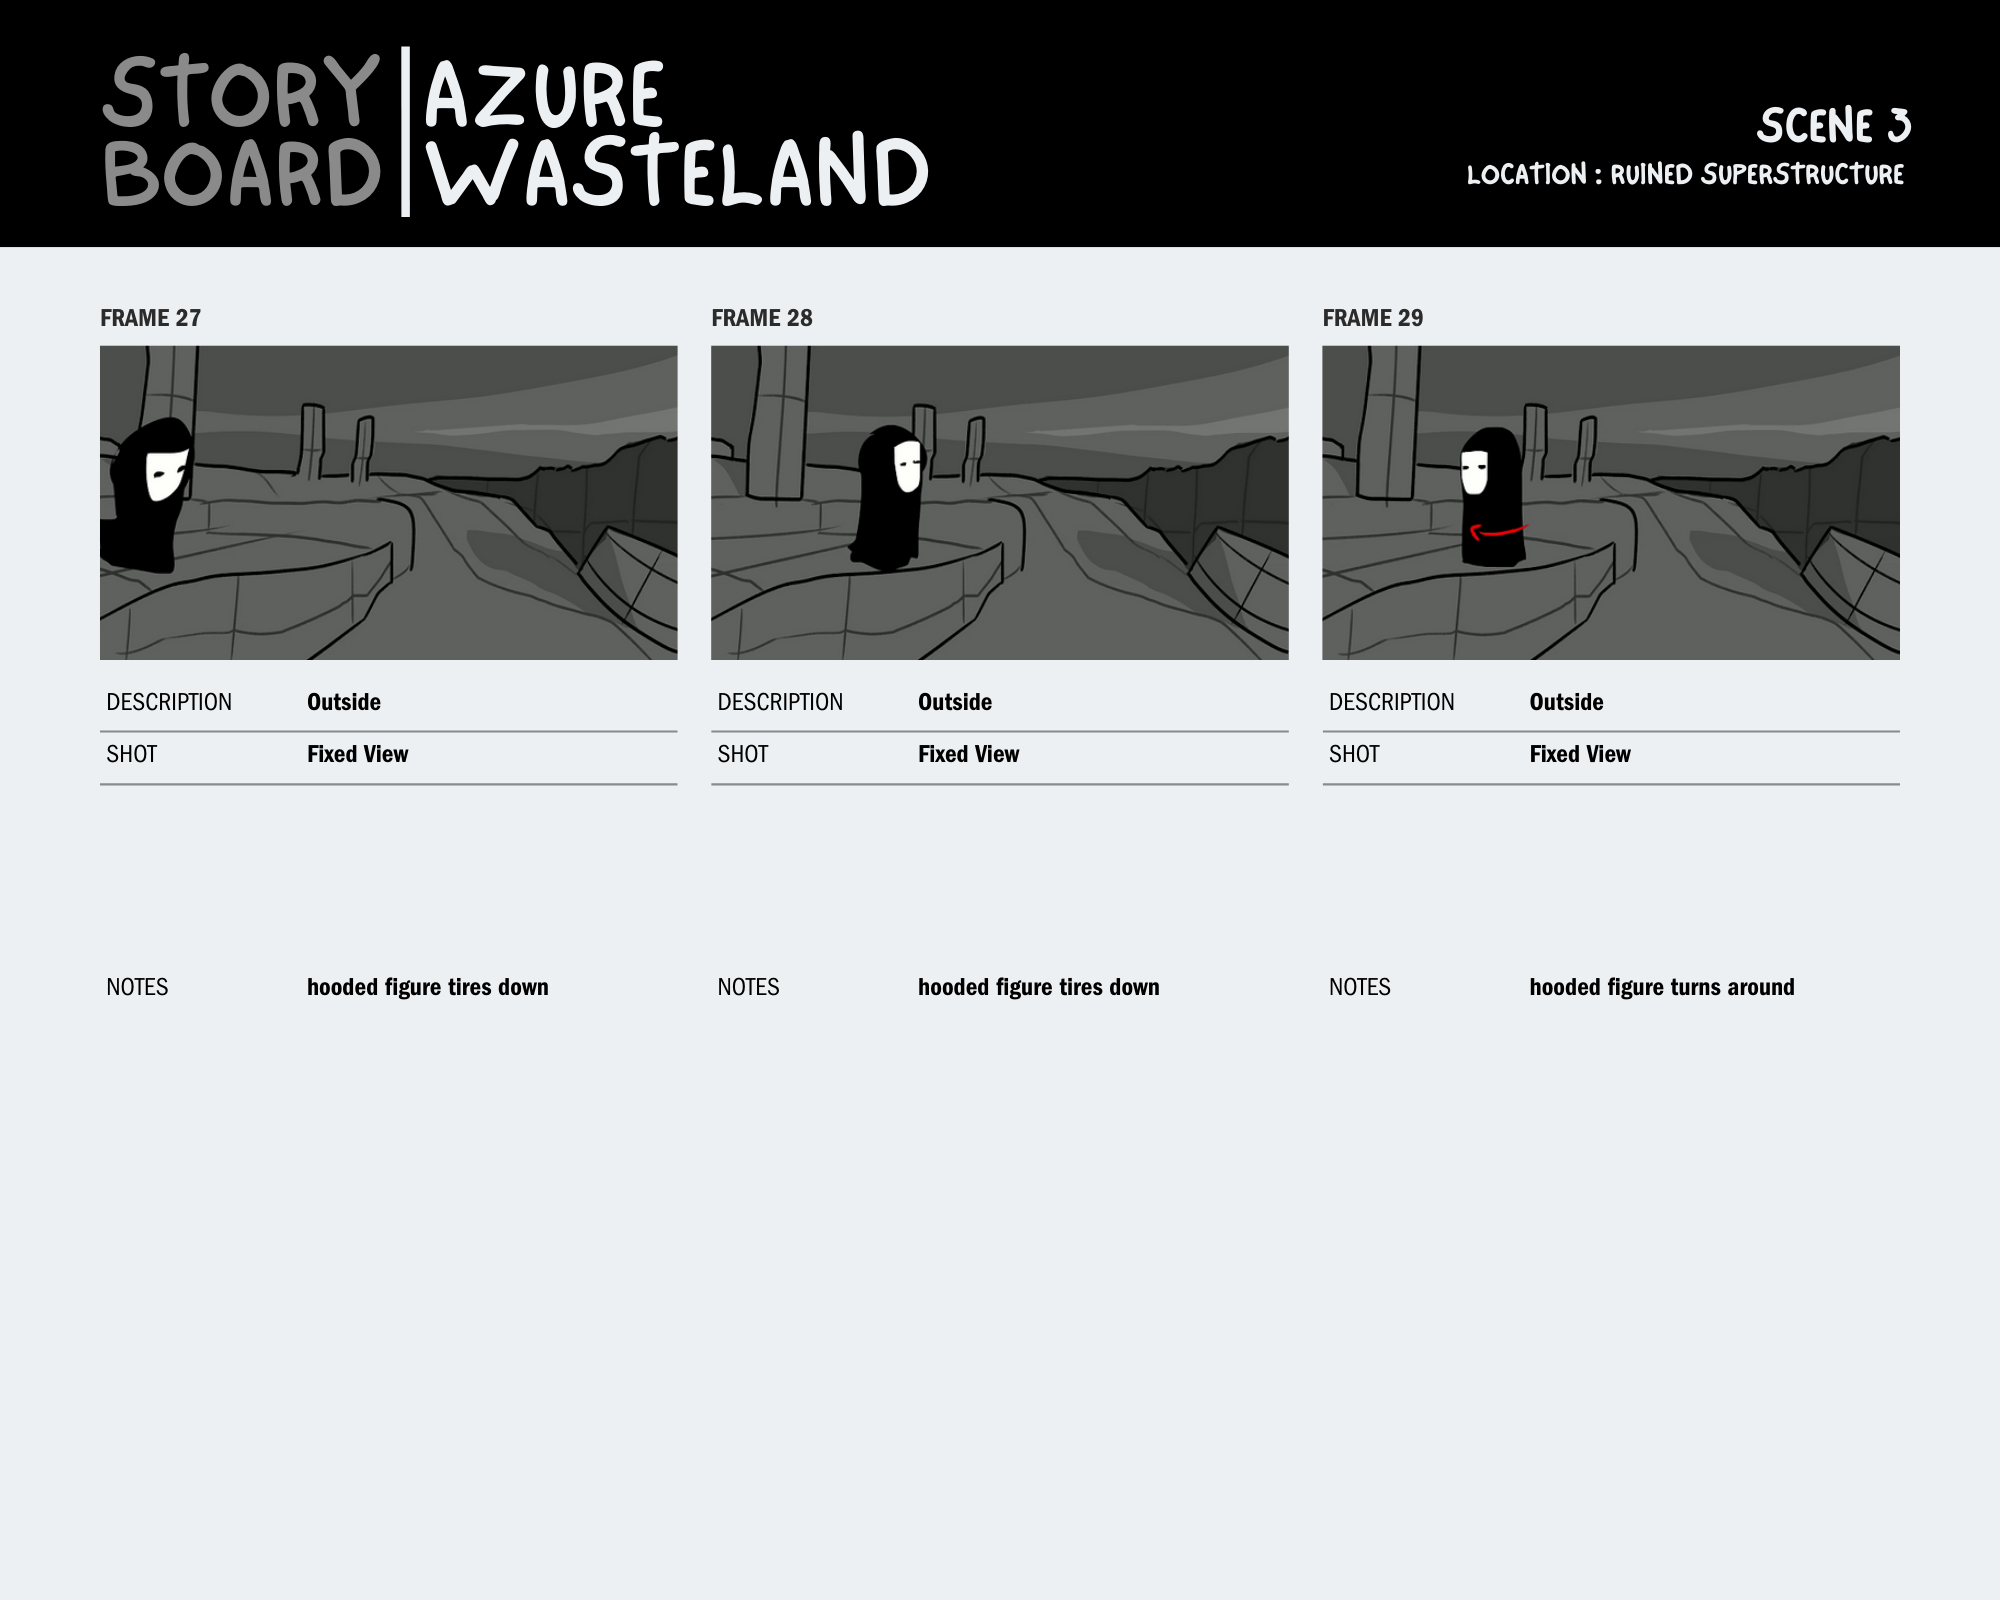 STORY
BOARD
AZURE
WASTELAND
SCENE 3
LOCATION : RUINED SUPERSTRUCTURE
FRAME 27
DESCRIPTION Outside
SHOT Fixed View
NOTES hooded figure tires down
FRAME 28
DESCRIPTION Outside
SHOT Fixed View
NOTES hooded figure tires down
FRAME 29
DESCRIPTION Outside
SHOT Fixed View
NOTES hooded figure turns around